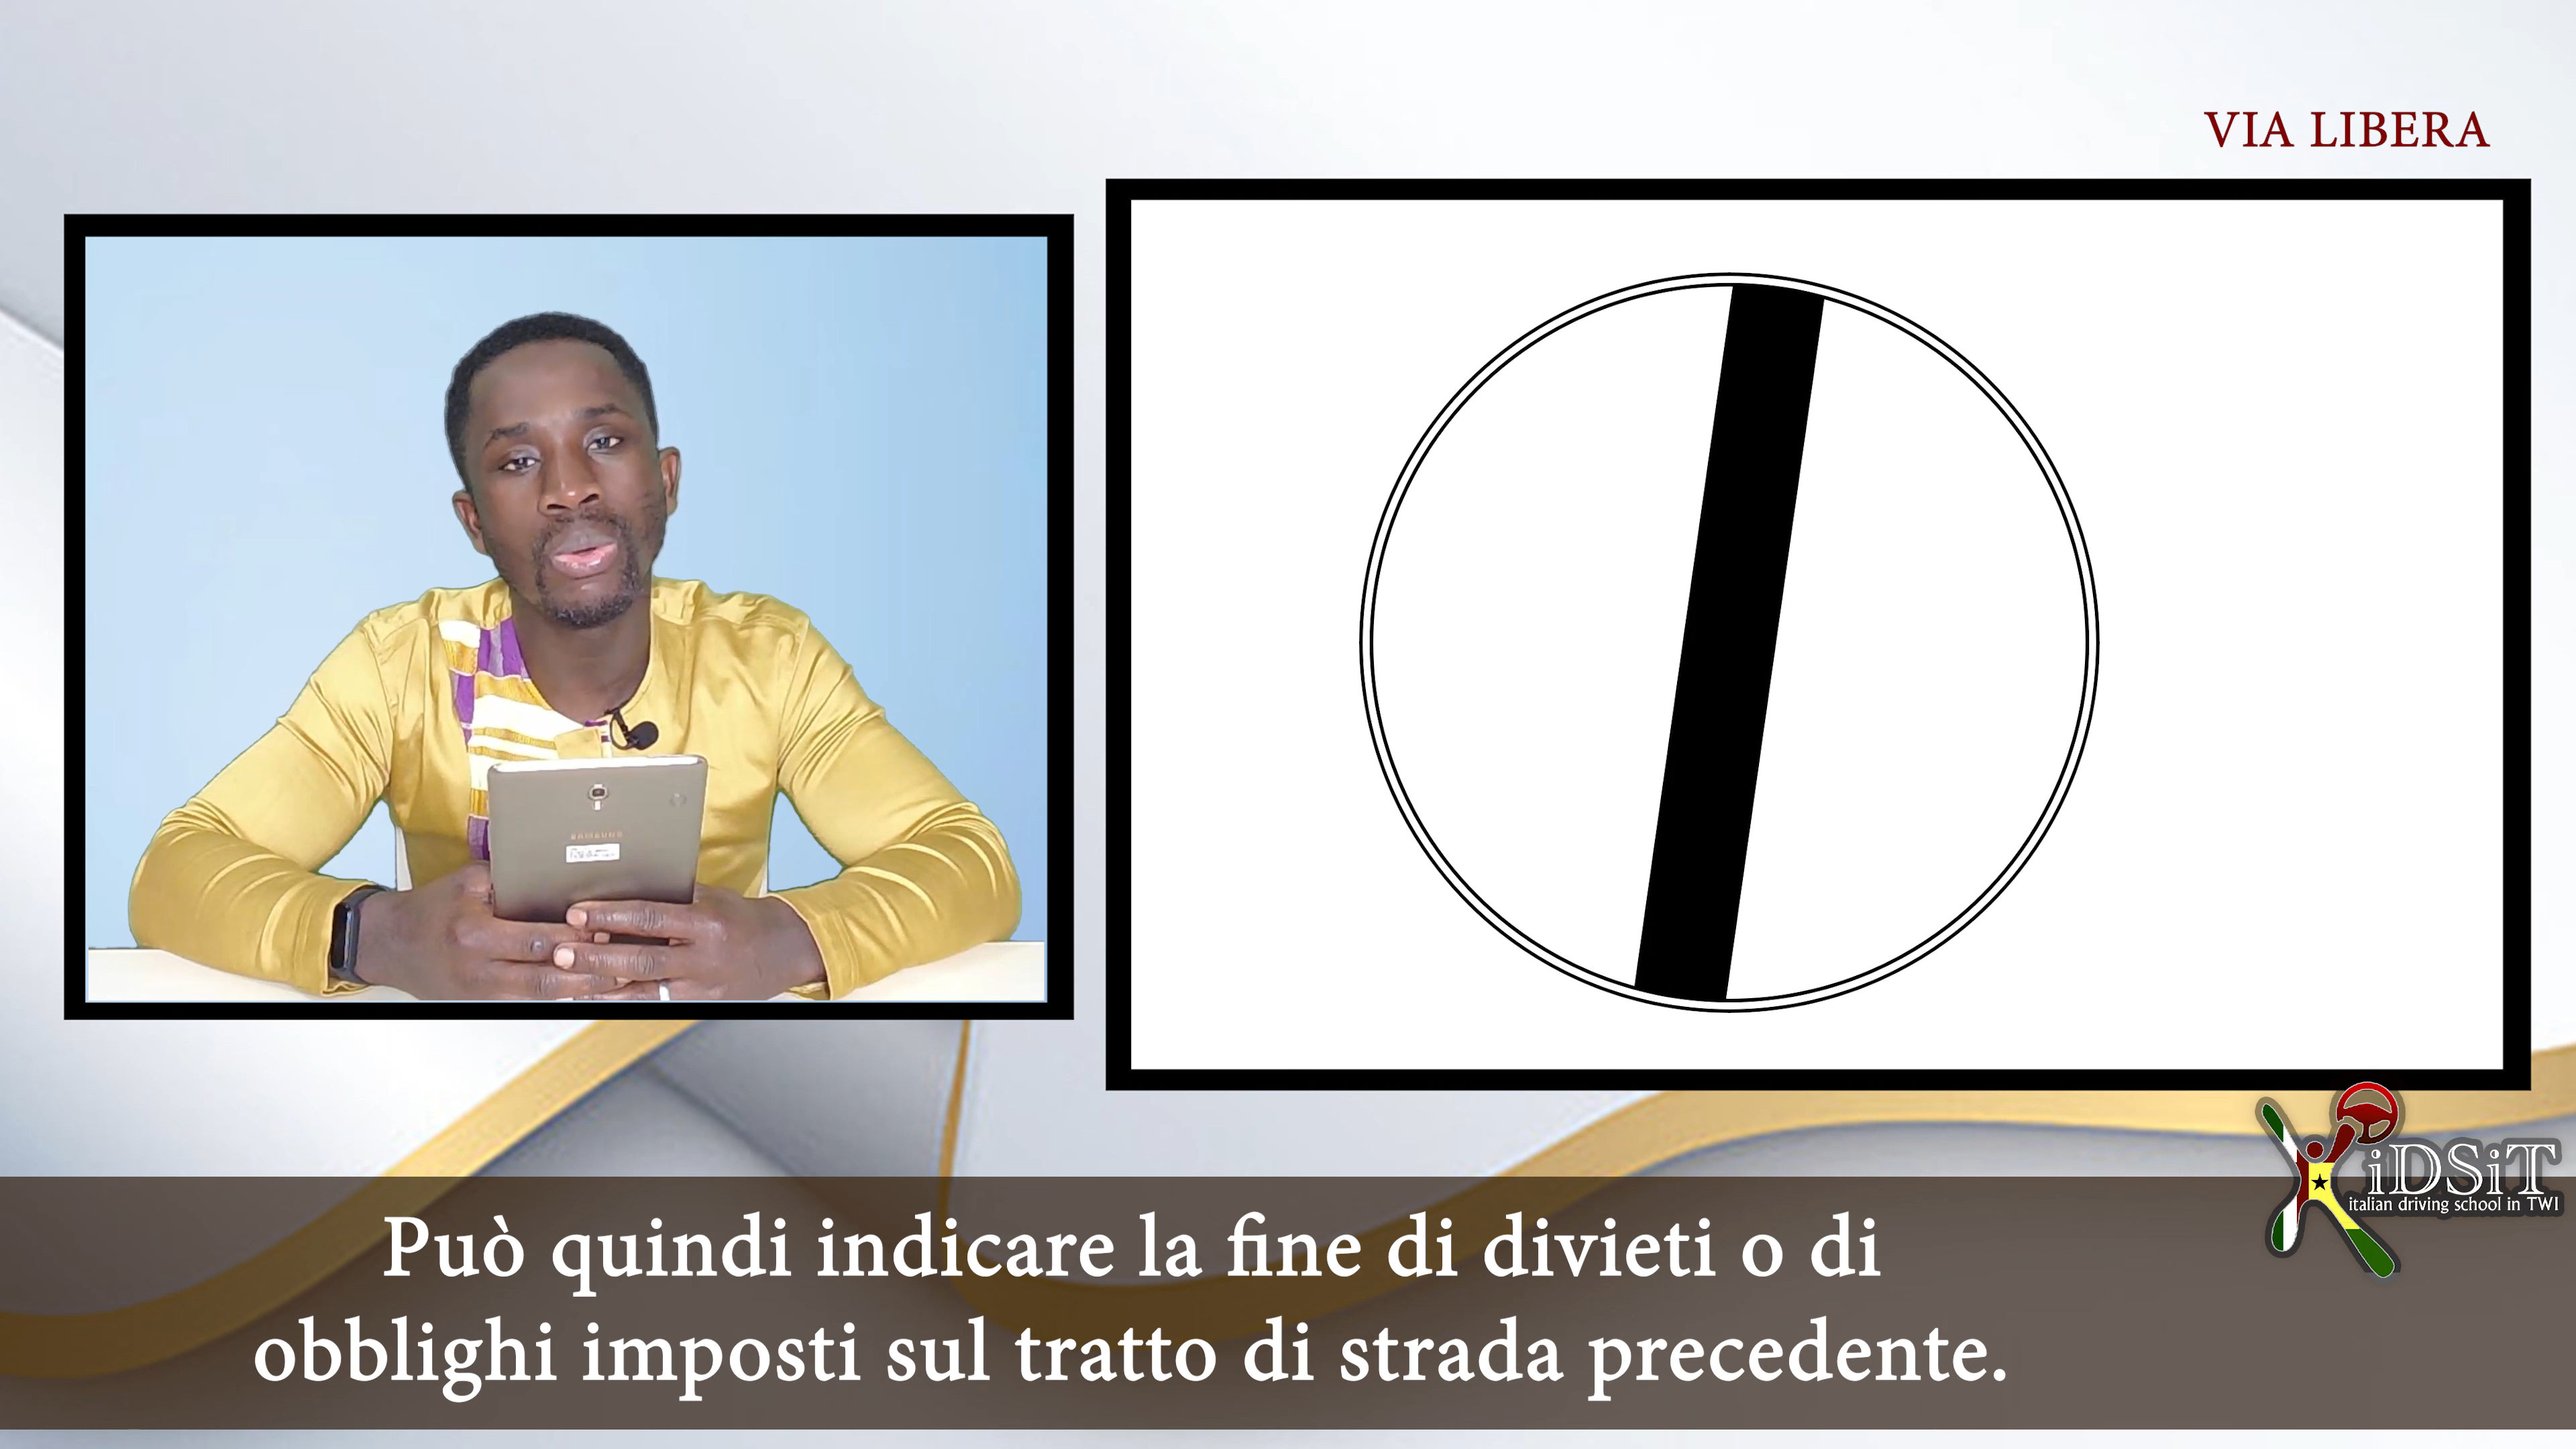 VIA LIBERA
SAMSUNG
iDSiT
italian driving school in TWI
Può quindi indicare la fine di divieti o di
obblighi imposti sul tratto di strada precedente.